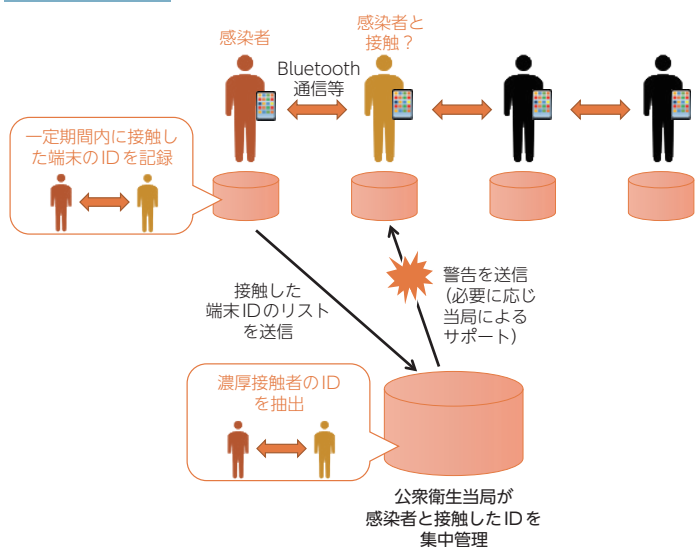 感染者
感染者と
接触？
Bluetooth
通信等
一定期間内に接触し
た端末のIDを記録
接触した
端末IDのリスト
を送信
警告を送信
（必要に応じ
当局による
サポート）
濃厚接触者のID
を抽出
公衆衛生当局が
感染者と接触したIDを
集中管理